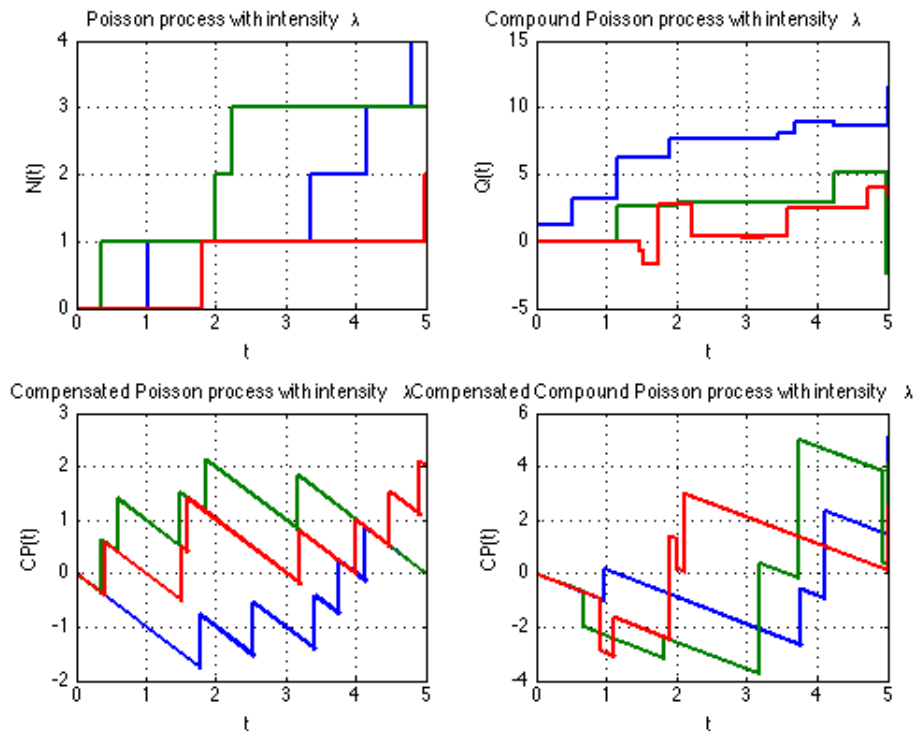 Poisson process with intensity λ
4
3
2
1
0
N(t)
0 1 2 3 4 5
t
Compound Poisson process with intensity λ
15
10
5
0
-5
Q(t)
0 1 2 3 4 5
t
Compensated Poisson process with intensity λ
3
2
1
0
-1
-2
CP(t)
0 1 2 3 4 5
t
Compensated Compound Poisson process with intensity λ
6
4
2
0
-2
-4
CP(t)
0 1 2 3 4 5
t